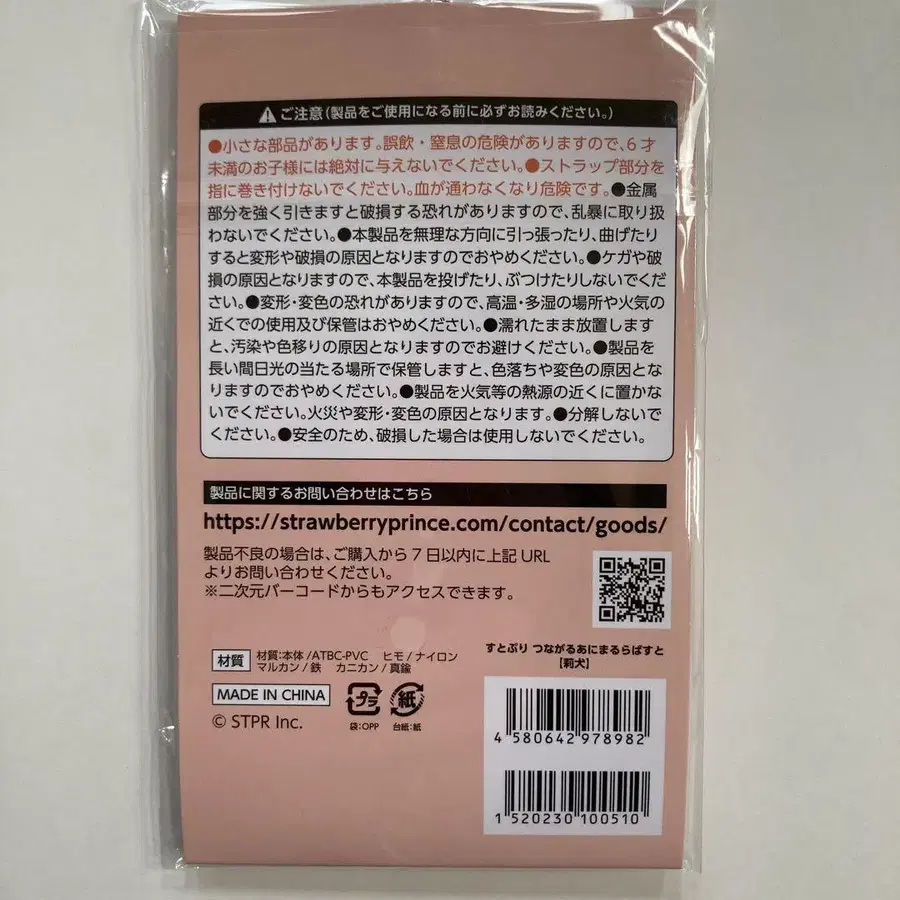 ⚠ご注意(製品をご使用になる前に必ずお読みください。)
●小さな部品があります。誤飲・窒息の危険がありますので、6才
未満のお子様には絶対に与えないでください。●ストラップ部分を
指に巻き付けないでください。血が通わなくなり危険です。●金属
部分を強く引きますと破損する恐れがありますので、乱暴に取り扱
わないでください。●本製品を無理な方向に引っ張ったり、曲げたり
すると変形や破損の原因となりますのでおやめください。●ケガや破
損の原因となりますので、本製品を投げたり、ぶつけたりしないでくだ
さい。●変形・変色の恐れがありますので、高温・多湿の場所や火気の
近くでの使用及び保管はおやめください。●濡れたまま放置します
と、汚染や色移りの原因となりますのでお避けください。●製品を
長い間日光の当たる場所で保管しますと、色落ちや変色の原因とな
りますのでおやめください。●製品を火気等の熱源の近くに置かな
いでください。火災や変形・変色の原因となります。●分解しないで
ください。●安全のため、破損した場合は使用しないでください。
製品に関するお問い合わせはこちら
https://strawberryprince.com/contact/goods/
製品不良の場合は、ご購入から7日以内に上記URL
よりお問い合わせください。
※二次元バーコードからもアクセスできます。
材質 材質:本体/ATBC-PVC ヒモ/ナイロン
マルカン/鉄 カニカン/真鍮
MADE IN CHINA
© STPR Inc.
プラ
袋:OPP
紙
台紙:紙
すとぷり つながるあにまるらばすと
【莉犬】
4 580642 978982
1 520230 100510